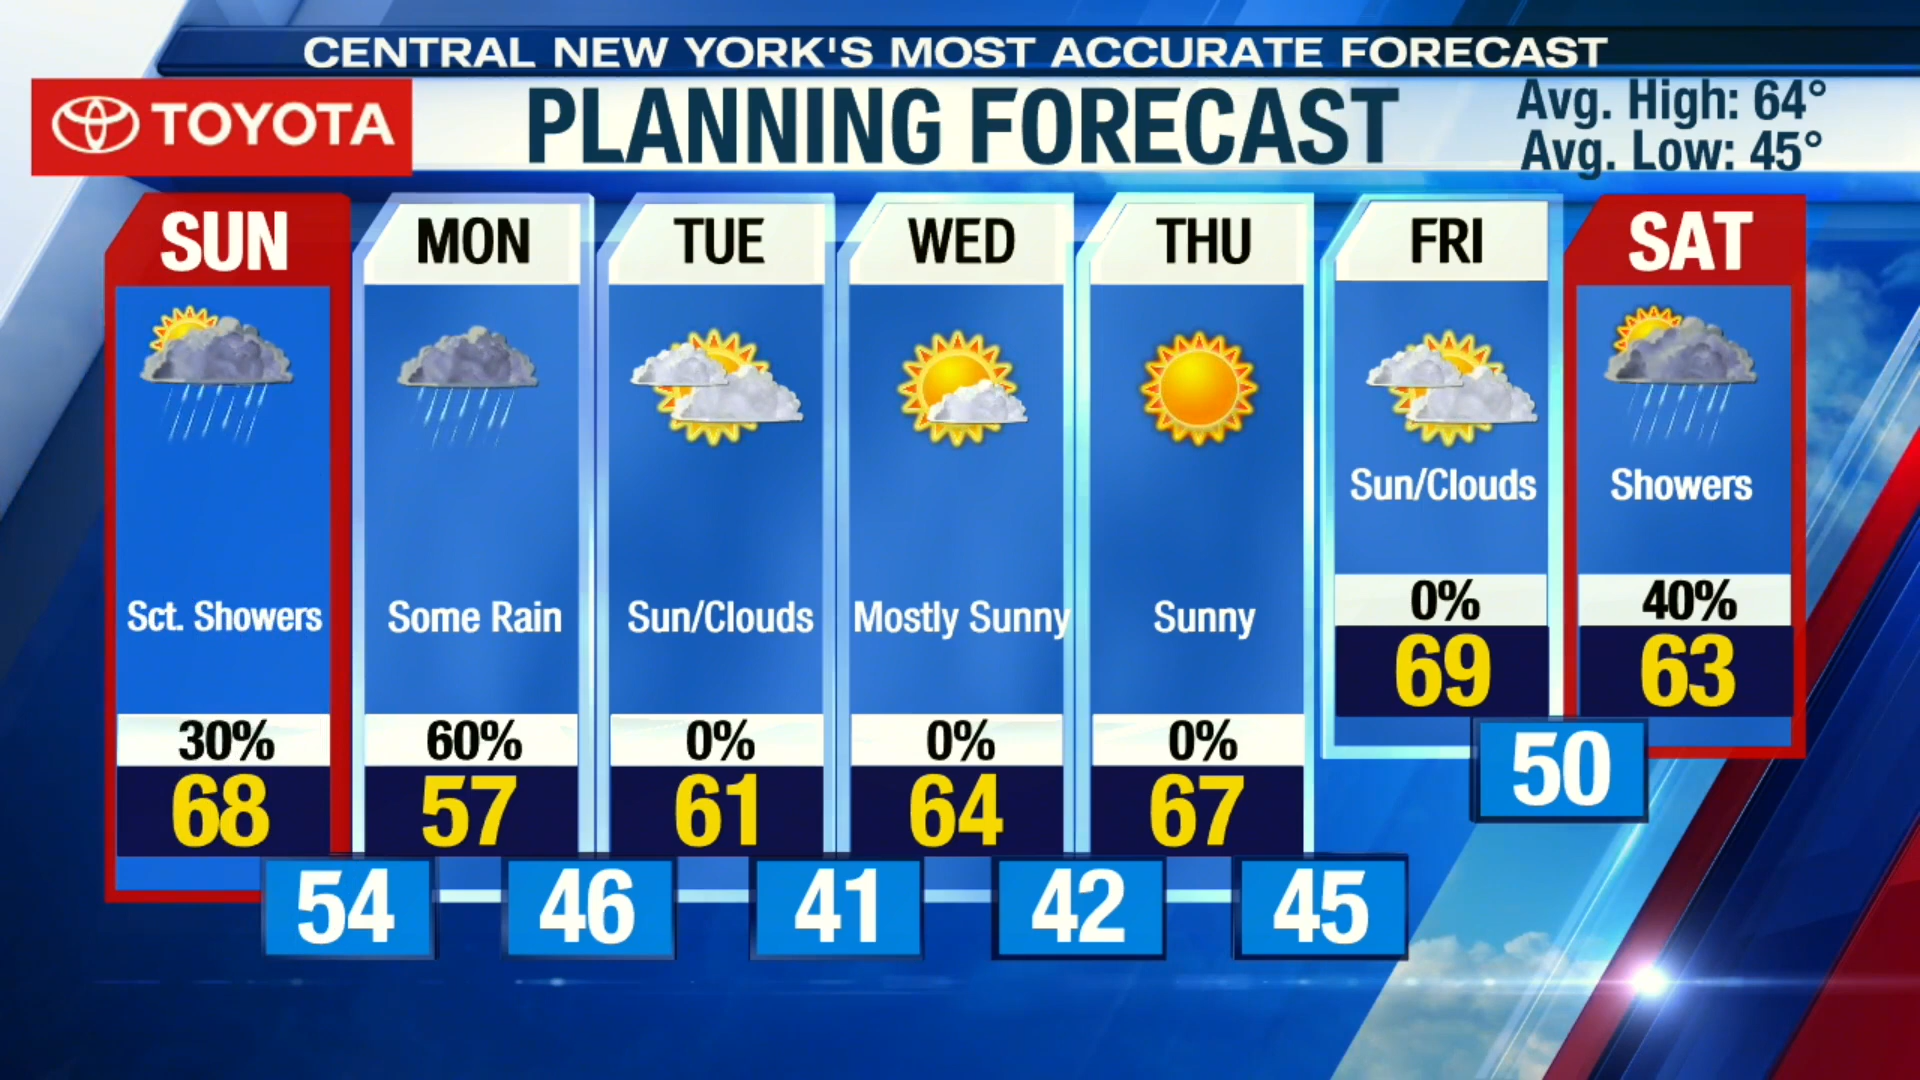 CENTRAL NEW YORK'S MOST ACCURATE FORECAST
TOYOTA
PLANNING FORECAST
Avg. High: 64°
Avg. Low: 45°
SUN
MON
TUE
WED
THU
FRI
SAT
Sun/Clouds
Showers
Sct. Showers
Some Rain
Sun/Clouds
Mostly Sunny
Sunny
0%
40%
69
63
30%
60%
0%
0%
0%
50
68
57
61
64
67
54
46
41
42
45